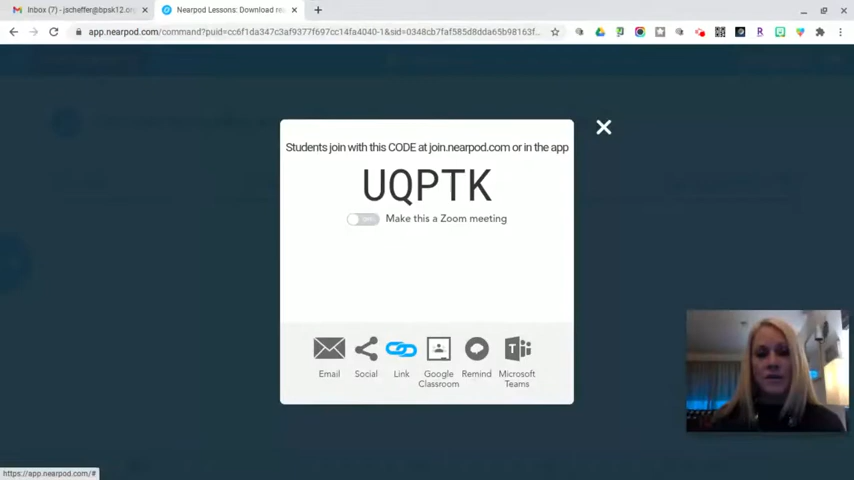 Inbox (7) - jscheffer@bpsk12.or
Nearpod Lessons: Download re
app.nearpod.com/command?puid=cc6f1da347c3af9377f697cc14fa4040-1&sid=0348cb7faf585d8dda65b98163f...
Students join with this CODE at join.nearpod.com or in the app
UQPTK
Make this a Zoom meeting
Email
Social
Link
Google Classroom
Remind
Microsoft Teams
https://app.nearpod.com/#